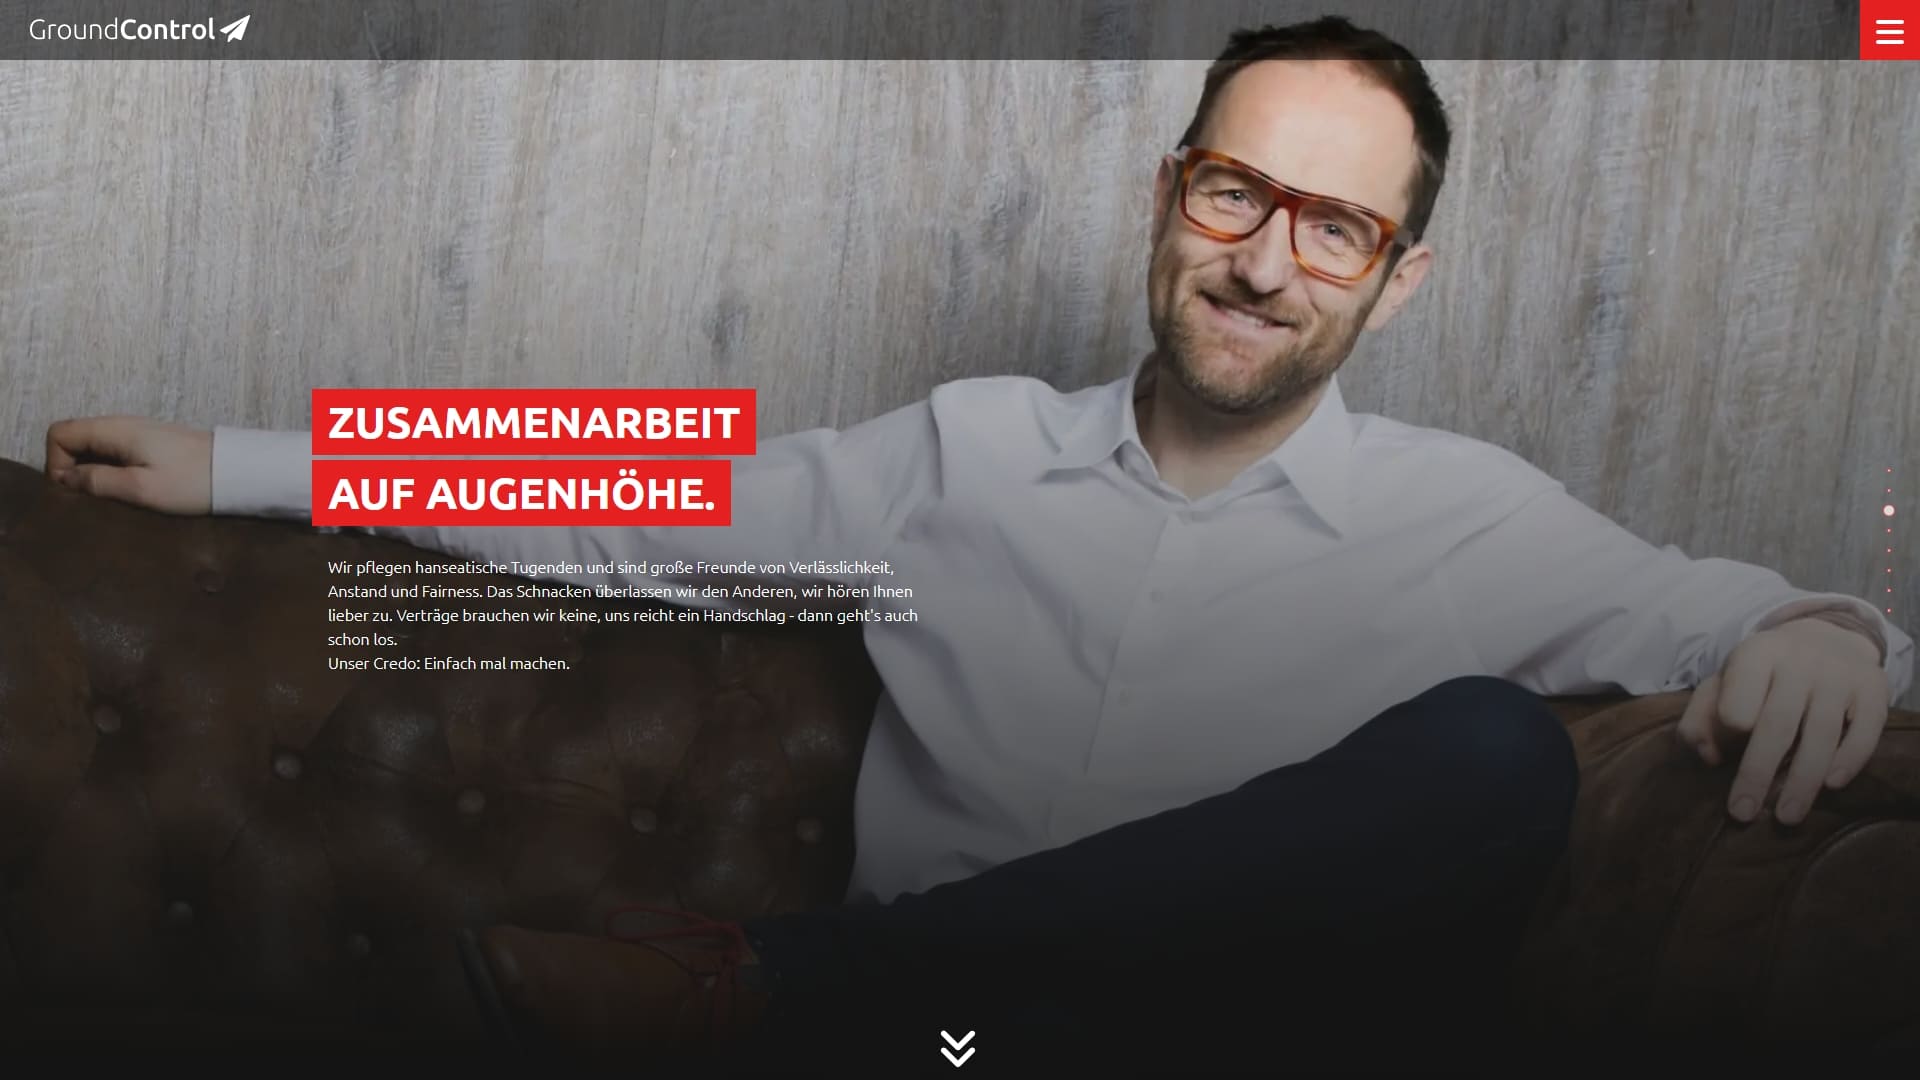 GroundControl
ZUSAMMENARBEIT
AUF AUGENHÖHE.
Wir pflegen hanseatische Tugenden und sind große Freunde von Verlässlichkeit,
Anstand und Fairness. Das Schnacken überlassen wir den Anderen, wir hören Ihnen
lieber zu. Verträge brauchen wir keine, uns reicht ein Handschlag - dann geht's auch
schon los.
Unser Credo: Einfach mal machen.